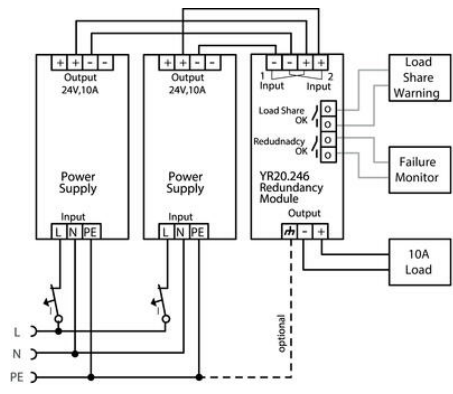 + + - -
Output
24V,10A
Power
Supply
Input
L N PE
+ + - -
Output
24V,10A
Power
Supply
Input
L N PE
- - + +
1 2
Input Input
Load Share
OK
Redudnadcy
OK
YR20.246
Redundancy
Module
Output
- +
Load
Share
Warning
Failure
Monitor
10A
Load
optional
I
I
L
N
PE